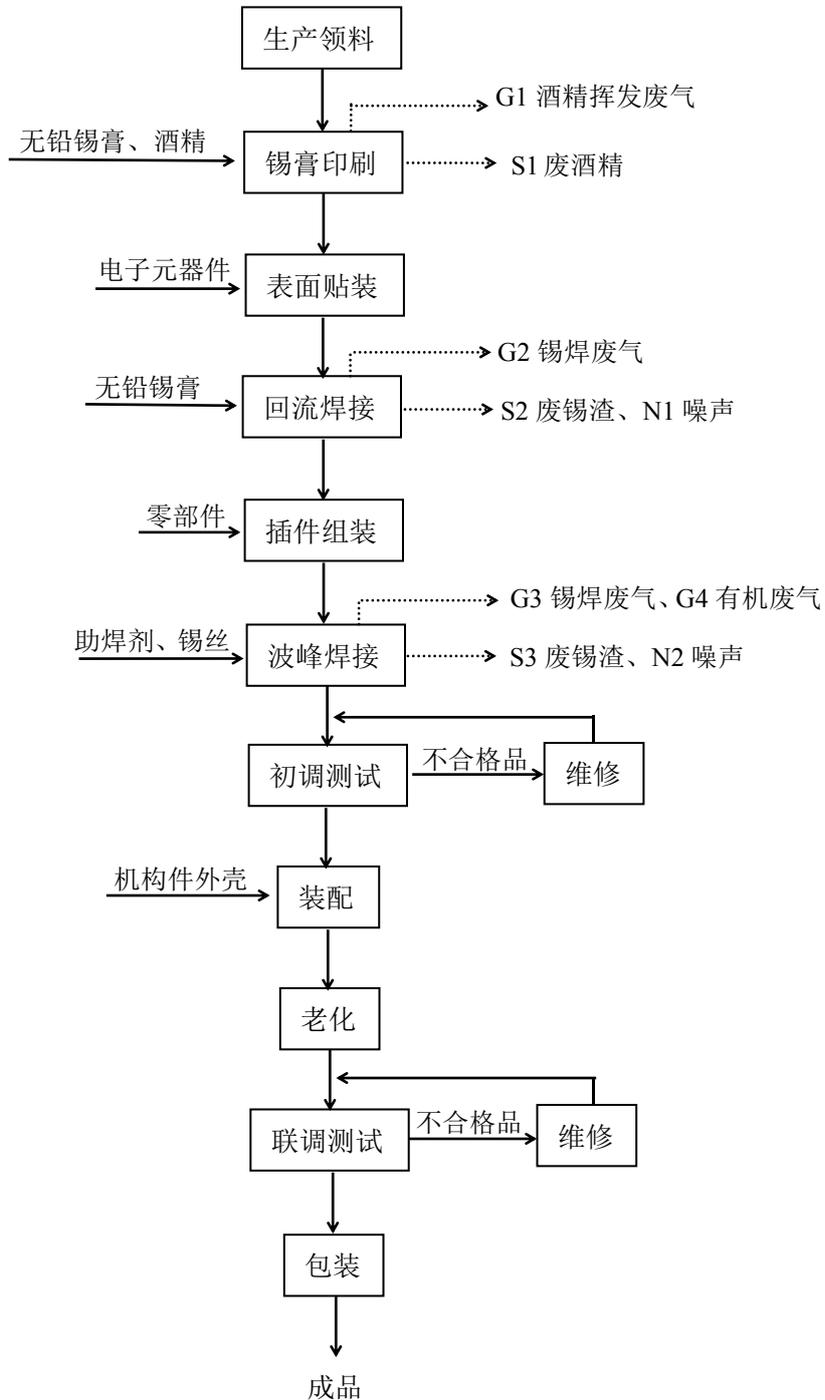 生产领料
G1 酒精挥发废气
无铅锡膏、酒精
锡膏印刷
S1 废酒精
电子元器件
表面贴装
G2 锡焊废气
无铅锡膏
回流焊接
S2 废锡渣、N1 噪声
零部件
插件组装
G3 锡焊废气、G4 有机废气
助焊剂、锡丝
波峰焊接
S3 废锡渣、N2 噪声
初调测试
不合格品
维修
机构件外壳
装配
老化
联调测试
不合格品
维修
包装
成品